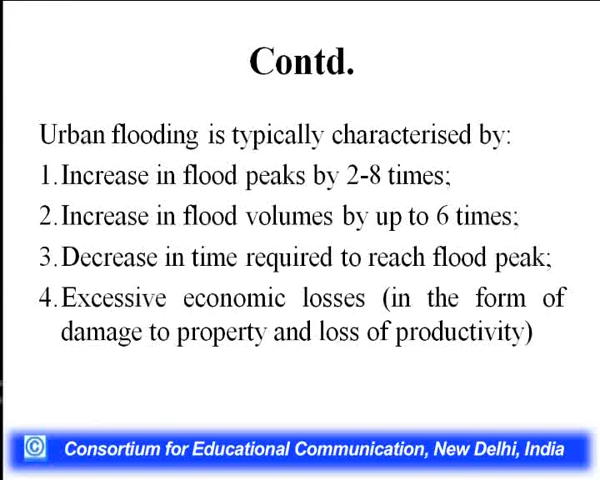 Contd.
Urban flooding is typically characterised by:
1. Increase in flood peaks by 2-8 times;
2. Increase in flood volumes by up to 6 times;
3. Decrease in time required to reach flood peak;
4. Excessive economic losses (in the form of
damage to property and loss of productivity)
© Consortium for Educational Communication, New Delhi, India